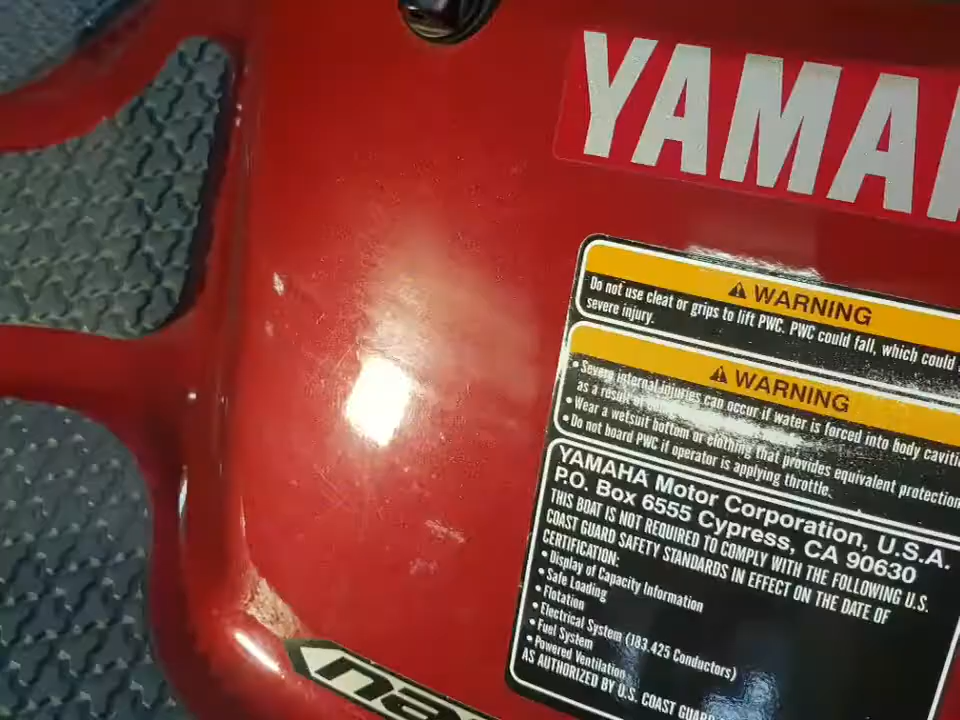 YAMA
WARNING
Do not use cleat or grips to lift PWC. PWC could fall, which could
severe injury.
WARNING
• Severe internal injuries can occur if water is forced into body
as a result of
• Wear a wetsuit bottom or clothing that provides equivalent protection
• Do not board PWC if operator is applying throttle.
YAMAHA Motor Corporation, U.S.A.
P.O. Box 6555 Cypress, CA 90630
THIS BOAT IS NOT REQUIRED TO COMPLY WITH THE FOLLOWING U.S.
COAST GUARD SAFETY STANDARDS IN EFFECT ON THE DATE OF
CERTIFICATION:
• Display of Capacity Information
• Safe Loading
• Flotation
• Electrical System (183.425 Conductors)
• Fuel System
• Powered Ventilation
AS AUTHORIZED BY U.S. COAST GUARD